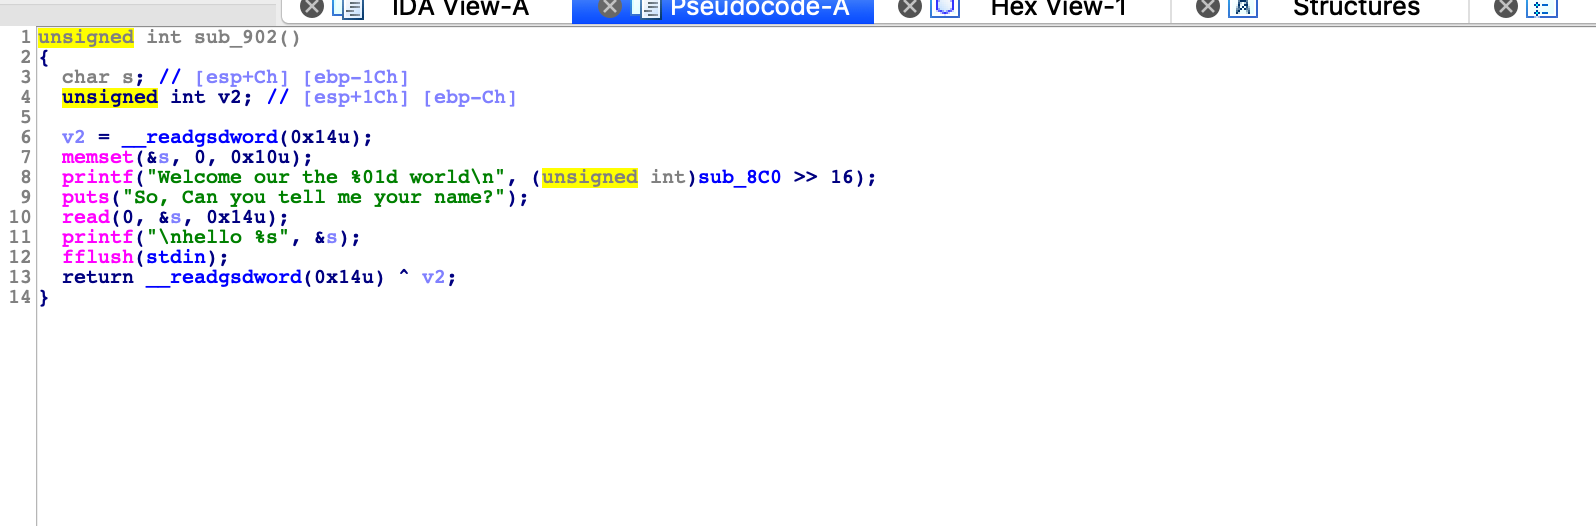 IDA View-A Pseudocode-A Hex View-1 Structures
1 unsigned int sub_902()
2 {
3 char s; // [esp+Ch] [ebp-1Ch]
4 unsigned int v2; // [esp+1Ch] [ebp-Ch]
5
6 v2 = __readgsdword(0x14u);
7 memset(&s, 0, 0x10u);
8 printf("Welcome our the %01d world\n", (unsigned int)sub_8C0 >> 16);
9 puts("So, Can you tell me your name?");
10 read(0, &s, 0x14u);
11 printf("\nhello %s", &s);
12 fflush(stdin);
13 return __readgsdword(0x14u) ^ v2;
14 }